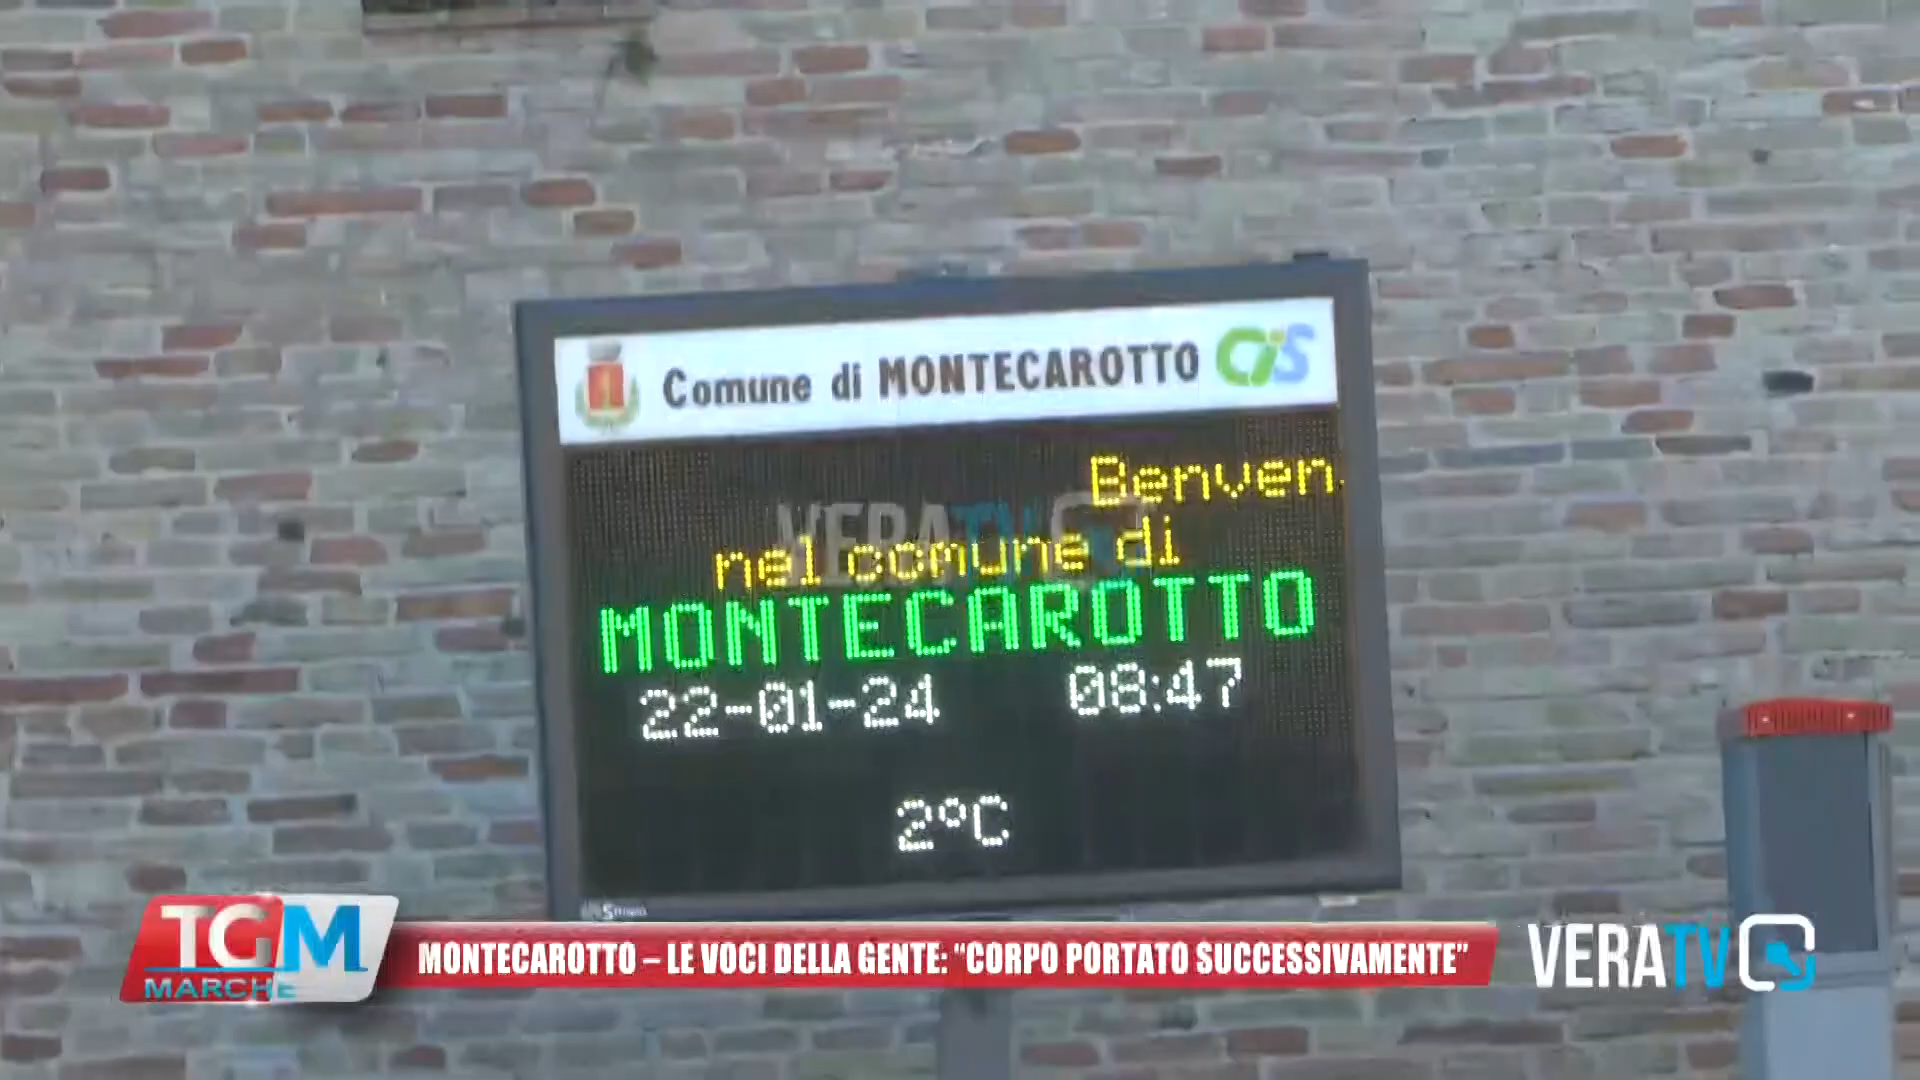 Comune di MONTECAROTTO CiS
Benven
nel comune di
MONTECAROTTO
22-01-24 08:47
2°C
VERATV
TGM
MARCHE
MONTECAROTTO – LE VOCI DELLA GENTE: “CORPO PORTATO SUCCESSIVAMENTE”
VERATV